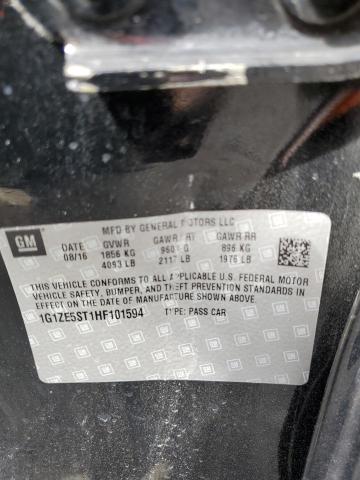 MFD BY GENERAL MOTORS LLC
GM DATE GVWR GAWR FRT GAWR RR
08/16 1856 KG 960 KG 896 KG
4093 LB 2117 LB 1976 LB
THIS VEHICLE CONFORMS TO ALL APPLICABLE U.S. FEDERAL MOTOR
VEHICLE SAFETY, BUMPER, AND THEFT PREVENTION STANDARDS IN
EFFECT ON THE DATE OF MANUFACTURE SHOWN ABOVE.
1G1ZE5ST1HF101594 TYPE: PASS CAR